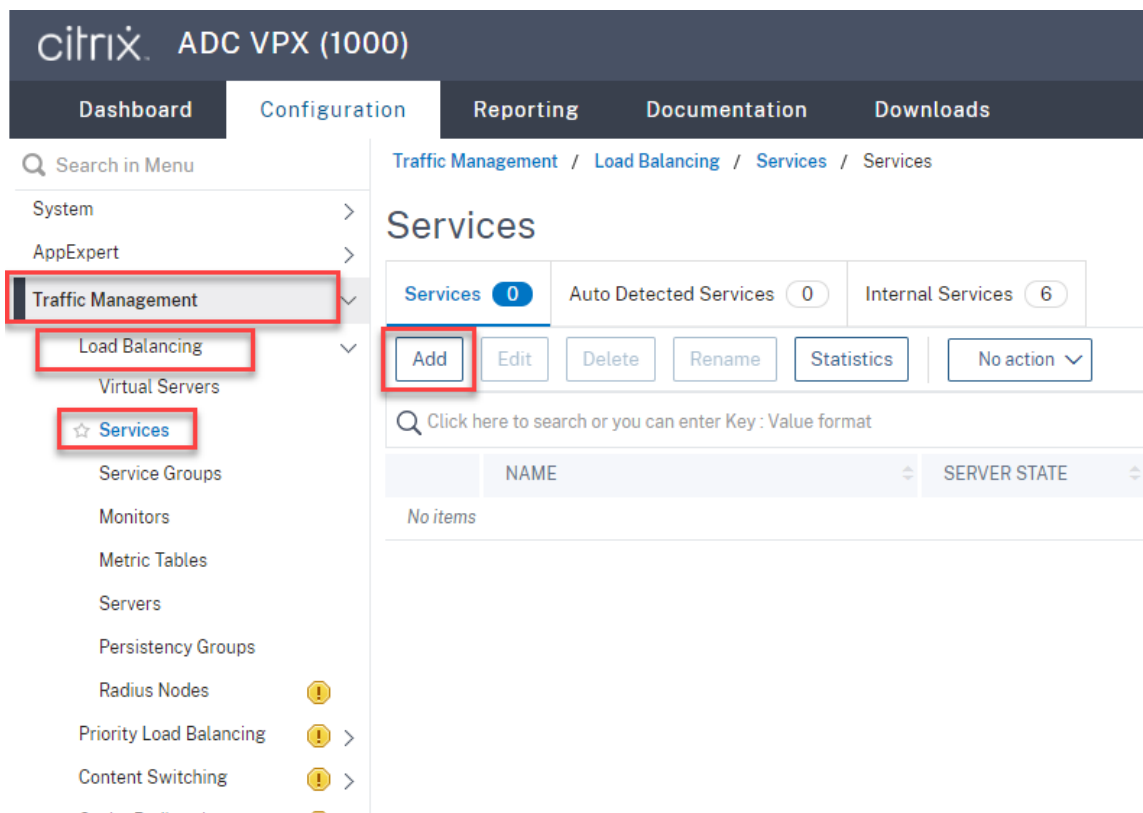 citrix. ADC VPX (1000)
Dashboard Configuration Reporting Documentation Downloads
Search in Menu
System
AppExpert
Traffic Management
Load Balancing
Virtual Servers
Services
Service Groups
Monitors
Metric Tables
Servers
Persistency Groups
Radius Nodes
Priority Load Balancing
Content Switching
Traffic Management / Load Balancing / Services / Services
Services
Services 0 Auto Detected Services 0 Internal Services 6
Add Edit Delete Rename Statistics No action
Click here to search or you can enter Key : Value format
NAME SERVER STATE
No items